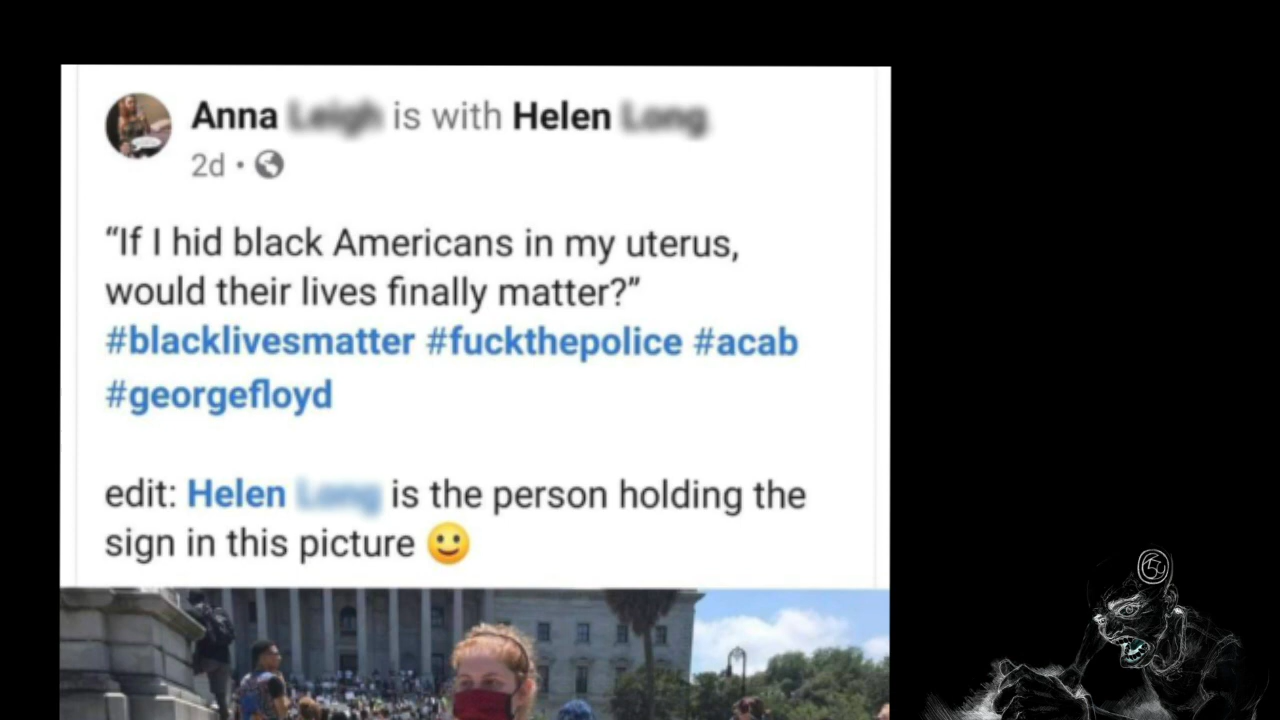 Anna is with Helen
2d •
“If I hid black Americans in my uterus,
would their lives finally matter?”
#blacklivesmatter #fuckthepolice #acab
#georgefloyd
edit: Helen is the person holding the
sign in this picture